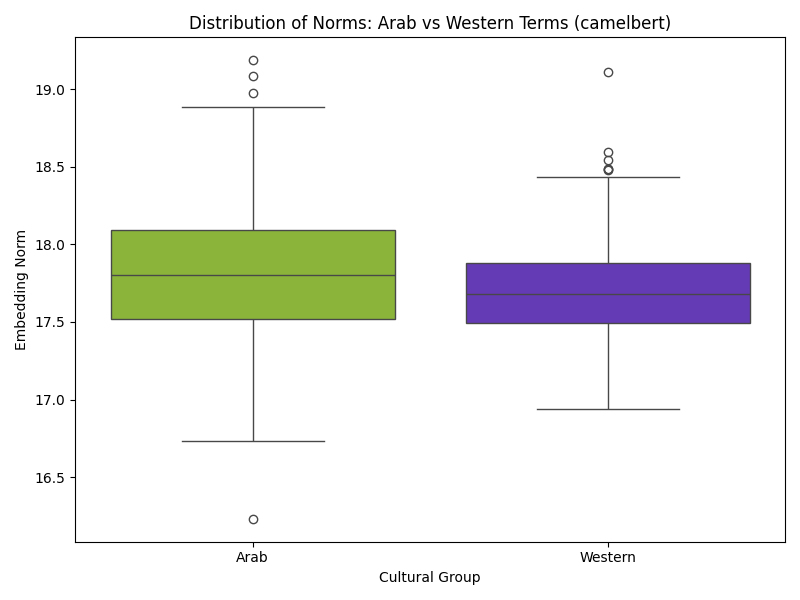 Distribution of Norms: Arab vs Western Terms (camelbert)
19.0
18.5
18.0
17.5
17.0
16.5
Embedding Norm
Arab
Western
Cultural Group